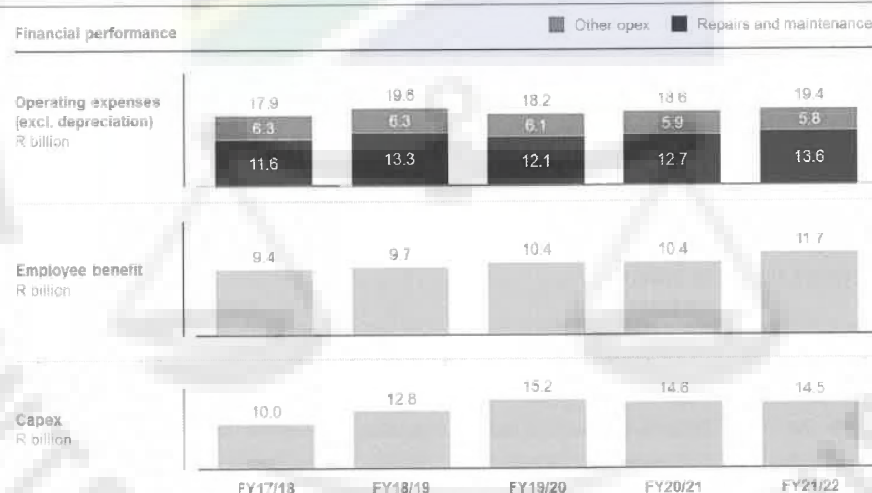 Financial performance
Other opex Repairs and maintenance
Operating expenses
(excl. depreciation)
R billion
17.9 19.6 18.2 18.6 19.4
6.3 6.3 6.1 5.9 5.8
11.6 13.3 12.1 12.7 13.6
Employee benefit
R billion
9.4 9.7 10.4 10.4 11.7
Capex
R billion
10.0 12.8 15.2 14.6 14.5
FY17/18 FY18/19 FY19/20 FY20/21 FY21/22